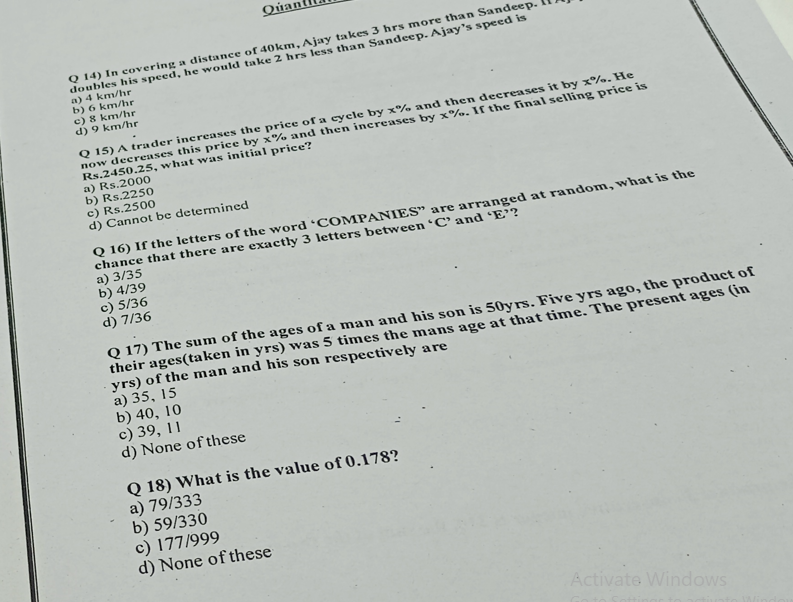 Q 14) In covering a distance of 40km, Ajay takes 3 hrs more than Sandeep.
doubles his speed, he would take 2 hrs less than Sandeep. Ajay's speed is
a) 4 km/hr
b) 6 km/hr
c) 8 km/hr
d) 9 km/hr
Q 15) A trader increases the price of a cycle by x% and then decreases it by x%. He
now decreases this price by x% and then increases by x%. If the final selling price is
Rs.2450.25, what was initial price?
a) Rs.2000
b) Rs.2250
c) Rs.2500
d) Cannot be determined
Q 16) If the letters of the word 'COMPANIES" are arranged at random, what is the
chance that there are exactly 3 letters between 'C' and 'E'?
a) 3/35
b) 4/39
c) 5/36
d) 7/36
Q 17) The sum of the ages of a man and his son is 50yrs. Five yrs ago, the product of
their ages(taken in yrs) was 5 times the mans age at that time. The present ages (in
yrs) of the man and his son respectively are
a) 35, 15
b) 40, 10
c) 39, 11
d) None of these
Q 18) What is the value of 0.178?
a) 79/333
b) 59/330
c) 177/999
d) None of these
Activate Windows